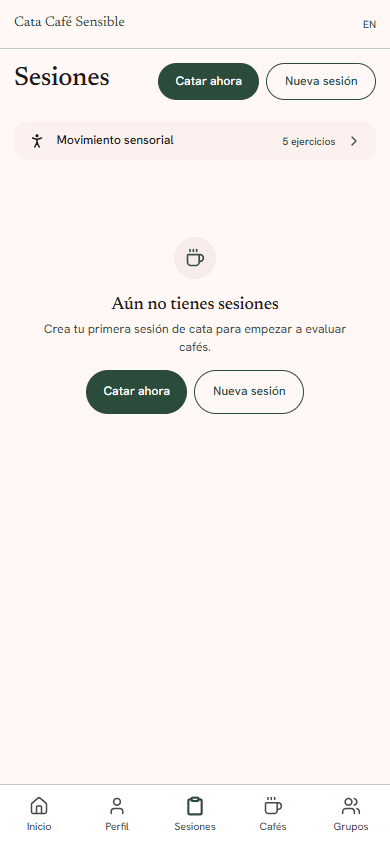 Cata Café Sensible
EN
Sesiones
Catar ahora
Nueva sesión
Movimiento sensorial
5 ejercicios
Aún no tienes sesiones
Crea tu primera sesión de cata para empezar a evaluar
cafés.
Catar ahora
Nueva sesión
Inicio
Perfil
Sesiones
Cafés
Grupos